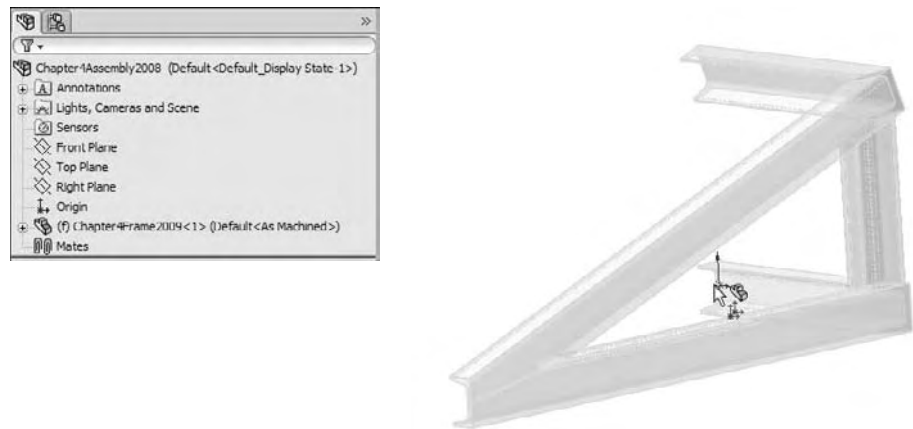 Chapter4Assembly2008 (Default<Default_Display State-1>)
A Annotations
Lights, Cameras and Scene
Sensors
Front Plane
Top Plane
Right Plane
Origin
(f) Chapter4Frame2009<1> (Default<As Machined>)
Mates